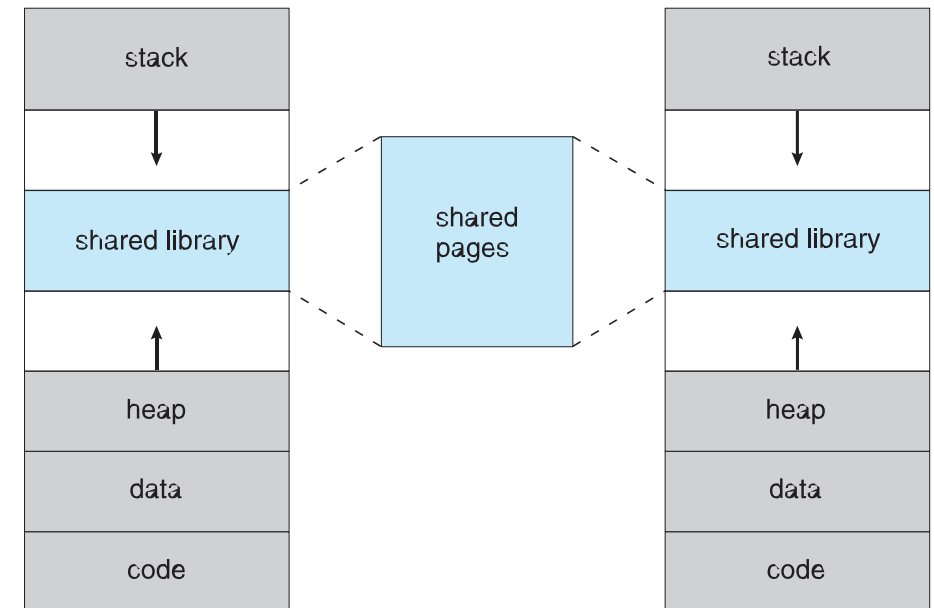 stack
shared library
heap
data
code
shared
pages
stack
shared library
heap
data
code